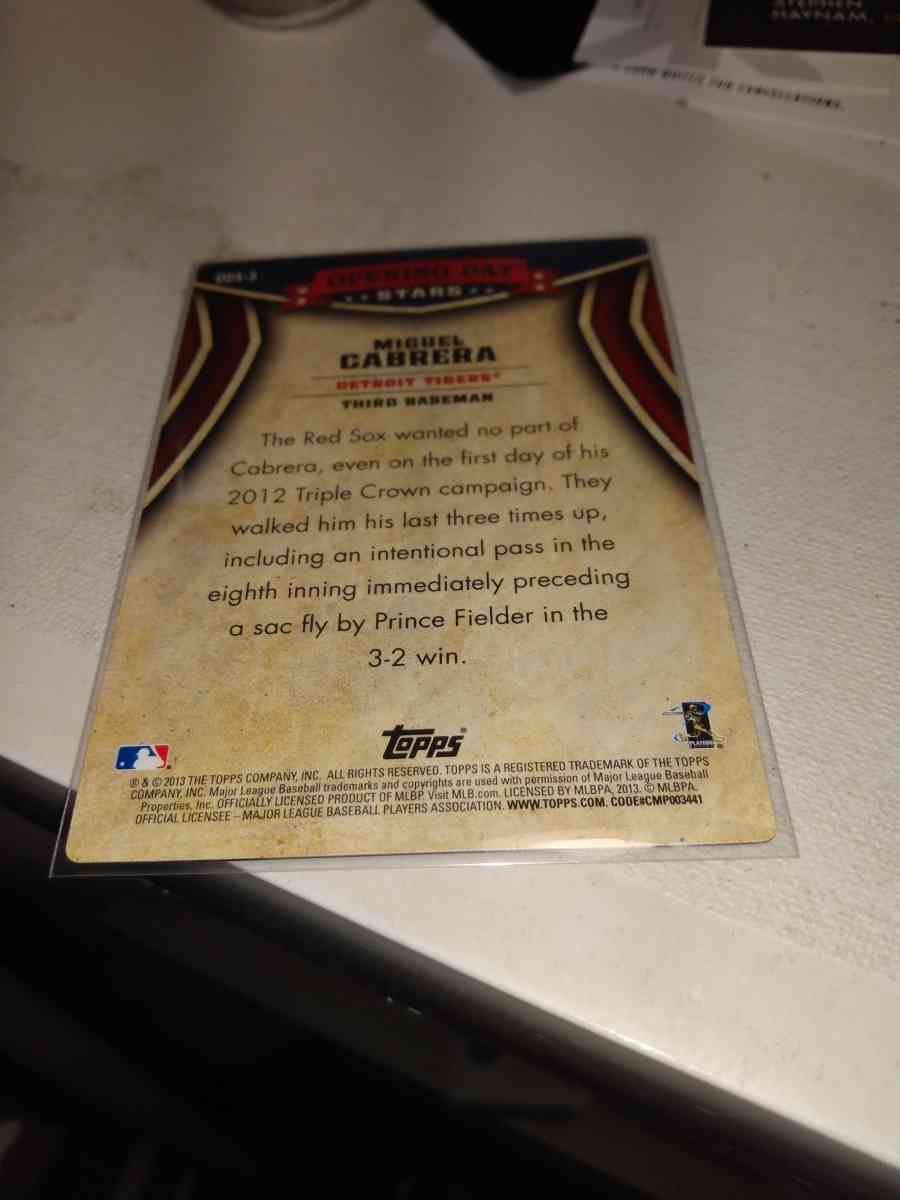 STEPHEN
HAYNAM,
ODS-3
OPENING DAY
STARS
MIGUEL
CABRERA
DETROIT TIGERS®
THIRD BASEMAN
The Red Sox wanted no part of
Cabrera, even on the first day of his
2012 Triple Crown campaign. They
walked him his last three times up,
including an intentional pass in the
eighth inning immediately preceding
a sac fly by Prince Fielder in the
3-2 win.
Topps®
PLAYERS
® & © 2013 THE TOPPS COMPANY, INC. ALL RIGHTS RESERVED. TOPPS IS A REGISTERED TRADEMARK OF THE TOPPS
COMPANY, INC. Major League Baseball trademarks and copyrights are used with permission of Major League Baseball
Properties, Inc. OFFICIALLY LICENSED PRODUCT OF MLBP. Visit MLB.com. LICENSED BY MLBPA, 2013. © MLBPA.
OFFICIAL LICENSEE – MAJOR LEAGUE BASEBALL PLAYERS ASSOCIATION. WWW.TOPPS.COM. CODE#CMP003441